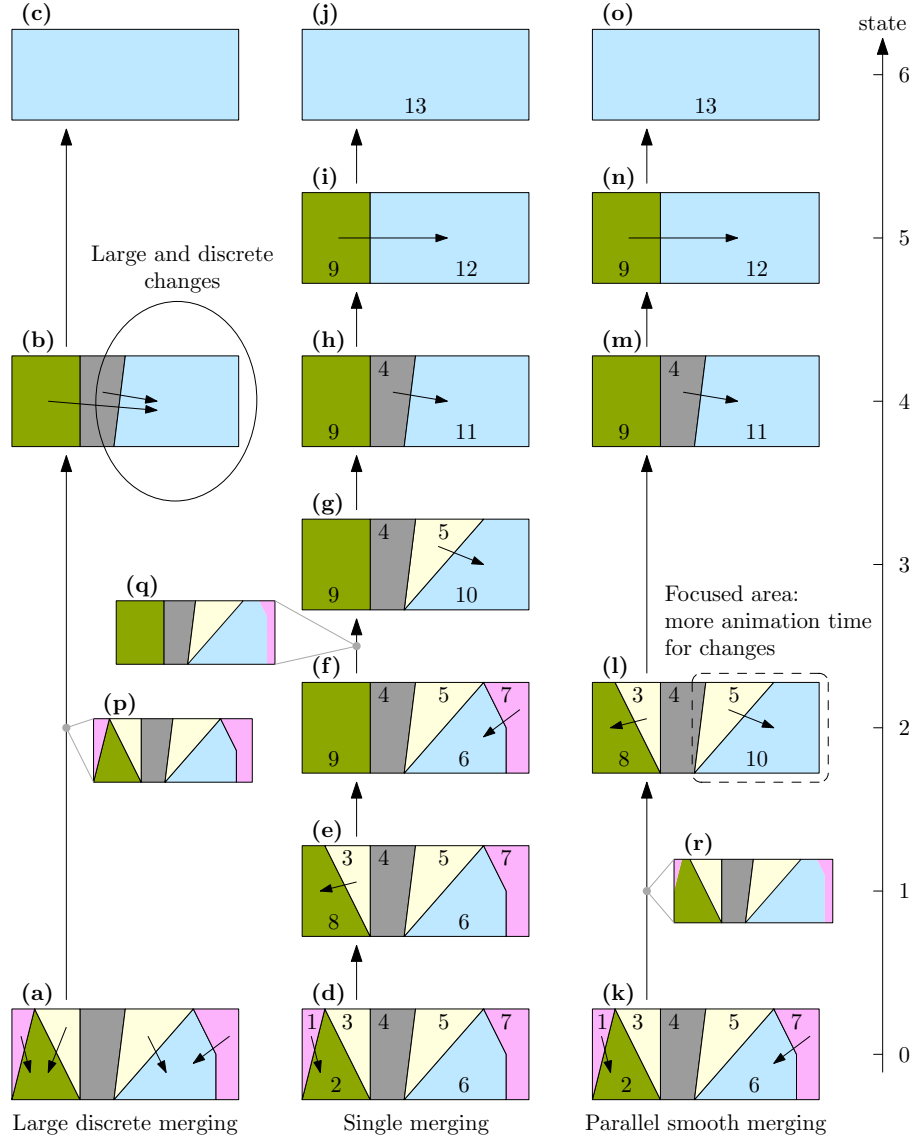 (c)
(j)
(o)
state
13
13
6
(i)
(n)
9
12
9
12
5
Large and discrete
changes
(b)
(h)
(m)
4
9
11
4
9
11
4
(g)
4
5
9
10
3
(q)
Focused area:
more animation time
for changes
(f)
(l)
5
7
9
6
3
4
5
8
10
2
(p)
(e)
3
4
5
7
8
6
(r)
1
(a)
(d)
(k)
1
3
4
5
7
2
6
1
3
4
5
7
2
6
0
Large discrete merging
Single merging
Parallel smooth merging